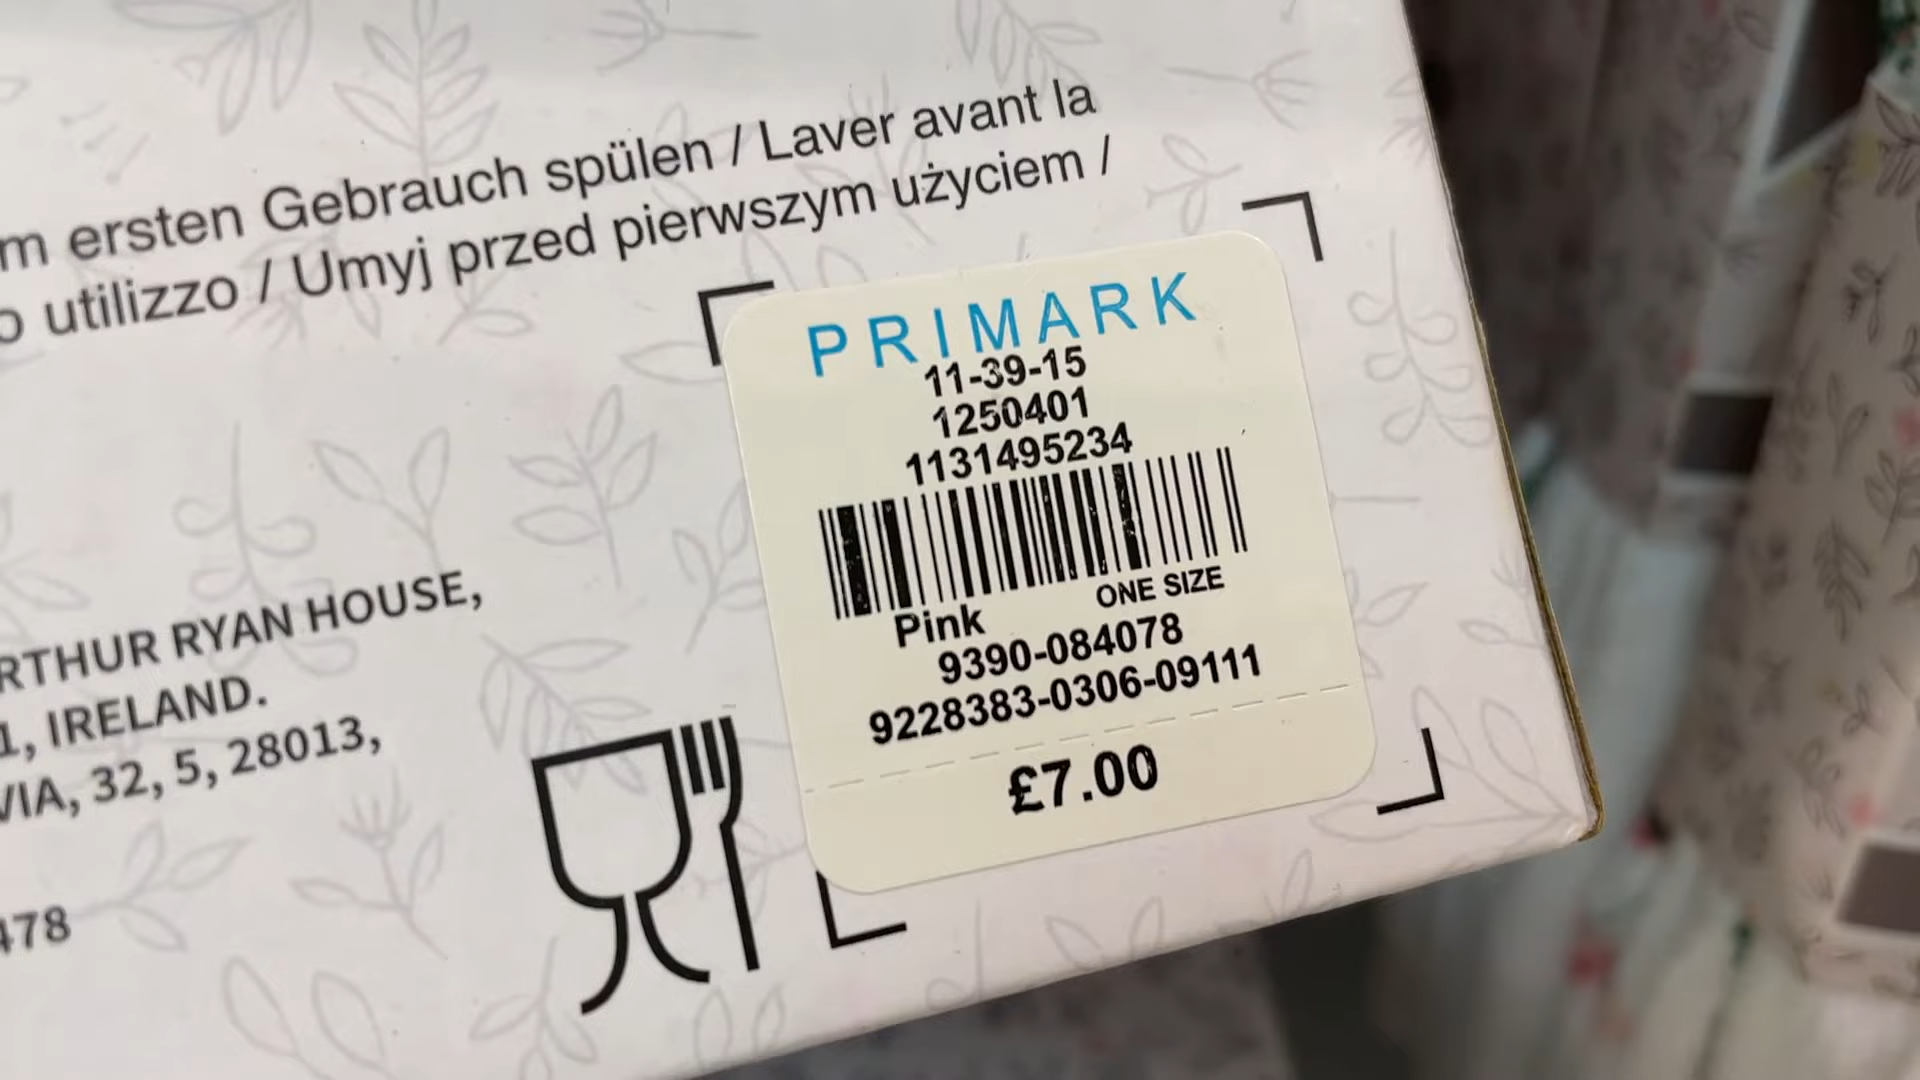 m ersten Gebrauch spülen / Laver avant la
o utilizzo / Umyj przed pierwszym użyciem /
RTHUR RYAN HOUSE,
1, IRELAND.
VIA, 32, 5, 28013,
478
PRIMARK
11-39-15
1250401
1131495234
Pink
ONE SIZE
9390-084078
9228383-0306-09111
£7.00